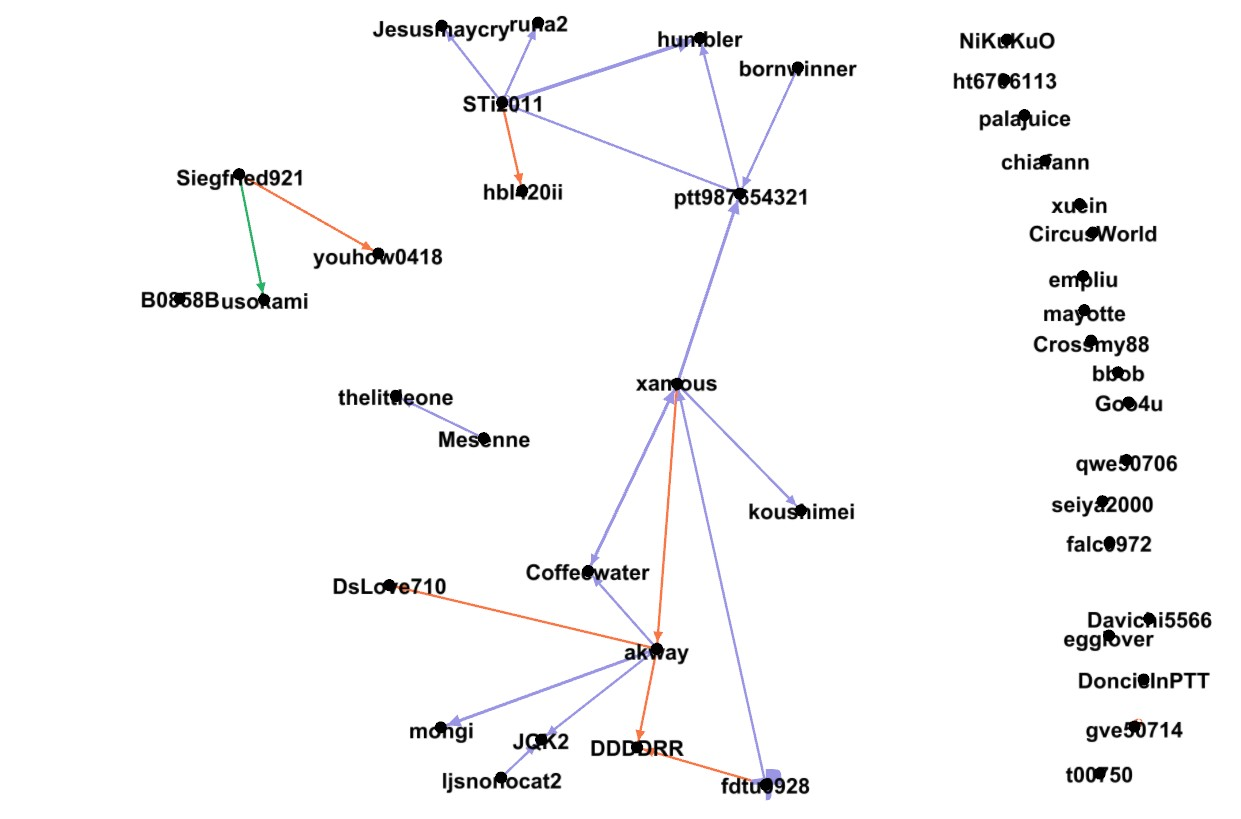 Jesusmaycry
runa2
humbler
bornwinner
NiKuKuO
ht6706113
STi2011
palajuice
chiafann
Siegfried921
hbl420ii
ptt987654321
xuein
CircusWorld
youhow0418
empliu
B0858B
usokami
mayotte
Crossmy88
bbob
xamous
thelittleone
Goo4u
Mesenne
qwe50706
seiya2000
koushimei
falc0972
Coffeewater
DsLove710
Davichi5566
egglover
akway
DoncicInPTT
mongi
JQK2
DDDDRR
gve50714
ljsnonocat2
fdtu0928
t00750